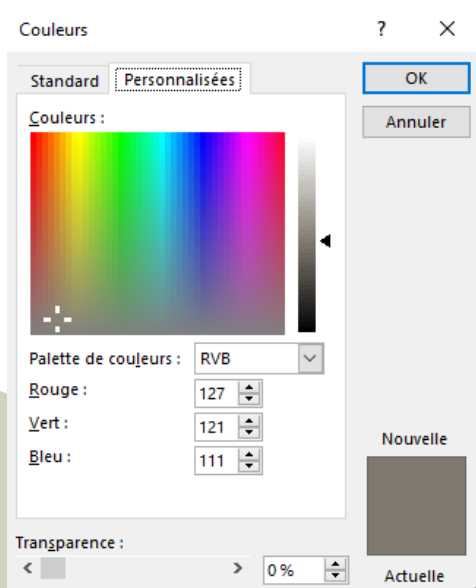 Couleurs ?
Standard Personnalisées OK
Couleurs : Annuler
Palette de couleurs : RVB
Rouge : 127
Vert : 121
Bleu : 111
Nouvelle
Transparence :
0 % Actuelle